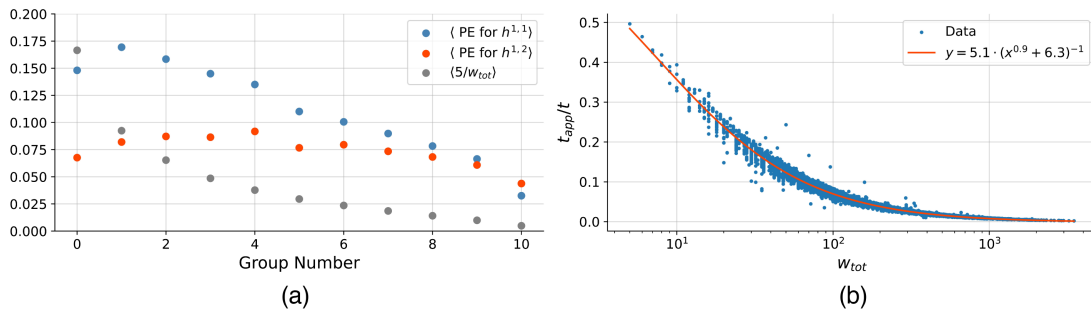 0.200
0.175
0.150
0.125
0.100
0.075
0.050
0.025
0.000
0 2 4 6 8 10
Group Number
⟨ PE for h^{1,1}⟩
⟨ PE for h^{1,2}⟩
⟨5/w_{tot}⟩
(a)
0.5
0.4
0.3
0.2
0.1
0.0
t_{app}/t
10^1 10^2 10^3
w_{tot}
Data
y = 5.1 · (x^{0.9} + 6.3)^{−1}
(b)